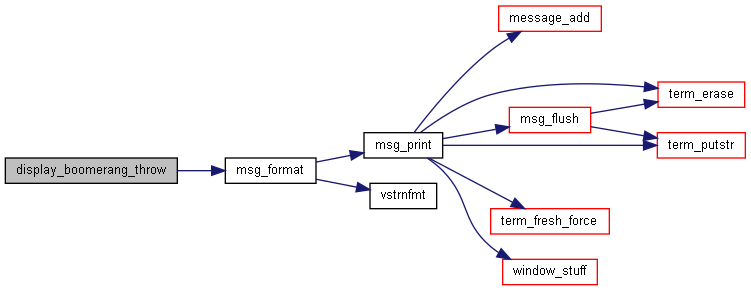 display_boomerang_throw
msg_format
msg_print
vstrnfmt
message_add
term_erase
msg_flush
term_putstr
term_fresh_force
window_stuff